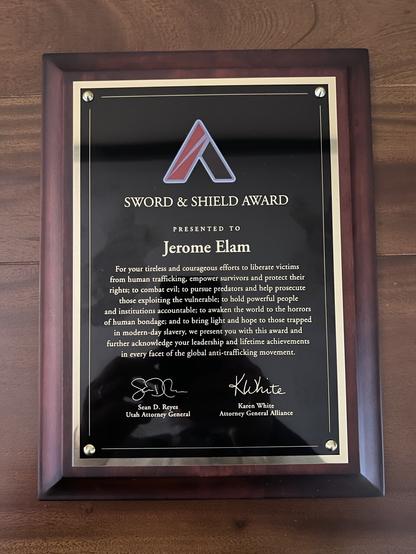 SWORD & SHIELD AWARD
PRESENTED TO
Jerome Elam
For your tireless and courageous efforts to liberate victims
from human trafficking, empower survivors and protect their
rights; to combat evil; to pursue predators and help prosecute
those exploiting the vulnerable; to hold powerful people
and institutions accountable; to awaken the world to the horrors
of human bondage; and to bring light and hope to those trapped
in modern-day slavery, we present you with this award and
further acknowledge your leadership and lifetime achievements
in every facet of the global anti-trafficking movement.
KWhite
Sean D. Reyes
Utah Attorney General
Karen White
Attorney General Alliance